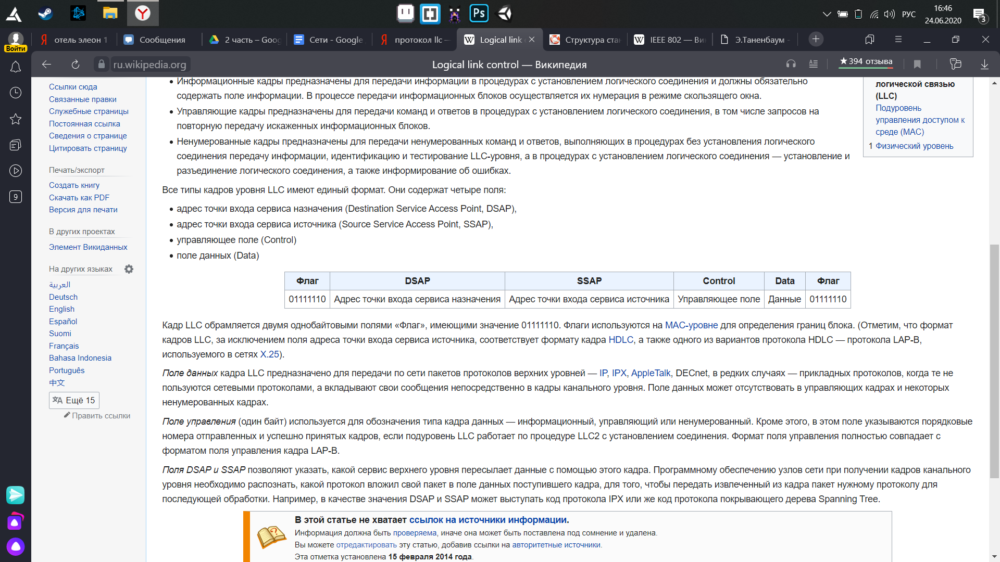 Ps
РУС
16:46
24.06.2020
3
Войти
отель элеон 1
Сообщения
2 часть – Goog
Сети - Google
протокол llc –
Logical link
Структура стан
IEEE 802 — Ви
Э.Таненбаум -
ru.wikipedia.org
Logical link control — Википедия
★394 отзыва
9
Ссылки сюда
Связанные правки
Служебные страницы
Постоянная ссылка
Сведения о странице
Цитировать страницу
Печать/экспорт
Создать книгу
Скачать как PDF
Версия для печати
В других проектах
Элемент Викиданных
На других языках
العربية
Deutsch
English
Español
Suomi
Français
Bahasa Indonesia
Português
中文
Ещё 15
Править ссылки
Информационные кадры предназначены для передачи информации в процедурах с установлением логического соединения и должны обязательно
содержать поле информации. В процессе передачи информационных блоков осуществляется их нумерация в режиме скользящего окна.
Управляющие кадры предназначены для передачи команд и ответов в процедурах с установлением логического соединения, в том числе запросов на
повторную передачу искаженных информационных блоков.
Ненумерованные кадры предназначены для передачи ненумерованных команд и ответов, выполняющих в процедурах без установления логического
соединения передачу информации, идентификацию и тестирование LLC-уровня, а в процедурах с установлением логического соединения — установление и
разъединение логического соединения, а также информирование об ошибках.
логической связью
(LLC)
Подуровень
управления доступом к
среде (MAC)
1 Физический уровень
Все типы кадров уровня LLC имеют единый формат. Они содержат четыре поля:
адрес точки входа сервиса назначения (Destination Service Access Point, DSAP),
адрес точки входа сервиса источника (Source Service Access Point, SSAP),
управляющее поле (Control)
поле данных (Data)
Флаг DSAP SSAP Control Data Флаг
01111110 Адрес точки входа сервиса назначения Адрес точки входа сервиса источника Управляющее поле Данные 01111110
Кадр LLC обрамляется двумя однобайтовыми полями «Флаг», имеющими значение 01111110. Флаги используются на MAC-уровне для определения границ блока. (Отметим, что формат
кадров LLC, за исключением поля адреса точки входа сервиса источника, соответствует формату кадра HDLC, а также одного из вариантов протокола HDLC — протокола LAP-B,
используемого в сетях X.25).
Поле данных кадра LLC предназначено для передачи по сети пакетов протоколов верхних уровней — IP, IPX, AppleTalk, DECnet, в редких случаях — прикладных протоколов, когда те не
пользуются сетевыми протоколами, а вкладывают свои сообщения непосредственно в кадры канального уровня. Поле данных может отсутствовать в управляющих кадрах и некоторых
ненумерованных кадрах.
Поле управления (один байт) используется для обозначения типа кадра данных — информационный, управляющий или ненумерованный. Кроме этого, в этом поле указываются порядковые
номера отправленных и успешно принятых кадров, если подуровень LLC работает по процедуре LLC2 с установлением соединения. Формат поля управления полностью совпадает с
форматом поля управления кадра LAP-B.
Поля DSAP и SSAP позволяют указать, какой сервис верхнего уровня пересылает данные с помощью этого кадра. Программному обеспечению узлов сети при получении кадров канального
уровня необходимо распознать, какой протокол вложил свой пакет в поле данных поступившего кадра, для того, чтобы передать извлеченный из кадра пакет нужному протоколу для
последующей обработки. Например, в качестве значения DSAP и SSAP может выступать код протокола IPX или же код протокола покрывающего дерева Spanning Tree.
В этой статье не хватает ссылок на источники информации.
Информация должна быть проверяема, иначе она может быть поставлена под сомнение и удалена.
Вы можете отредактировать эту статью, добавив ссылки на авторитетные источники.
Эта отметка установлена 15 февраля 2014 года.